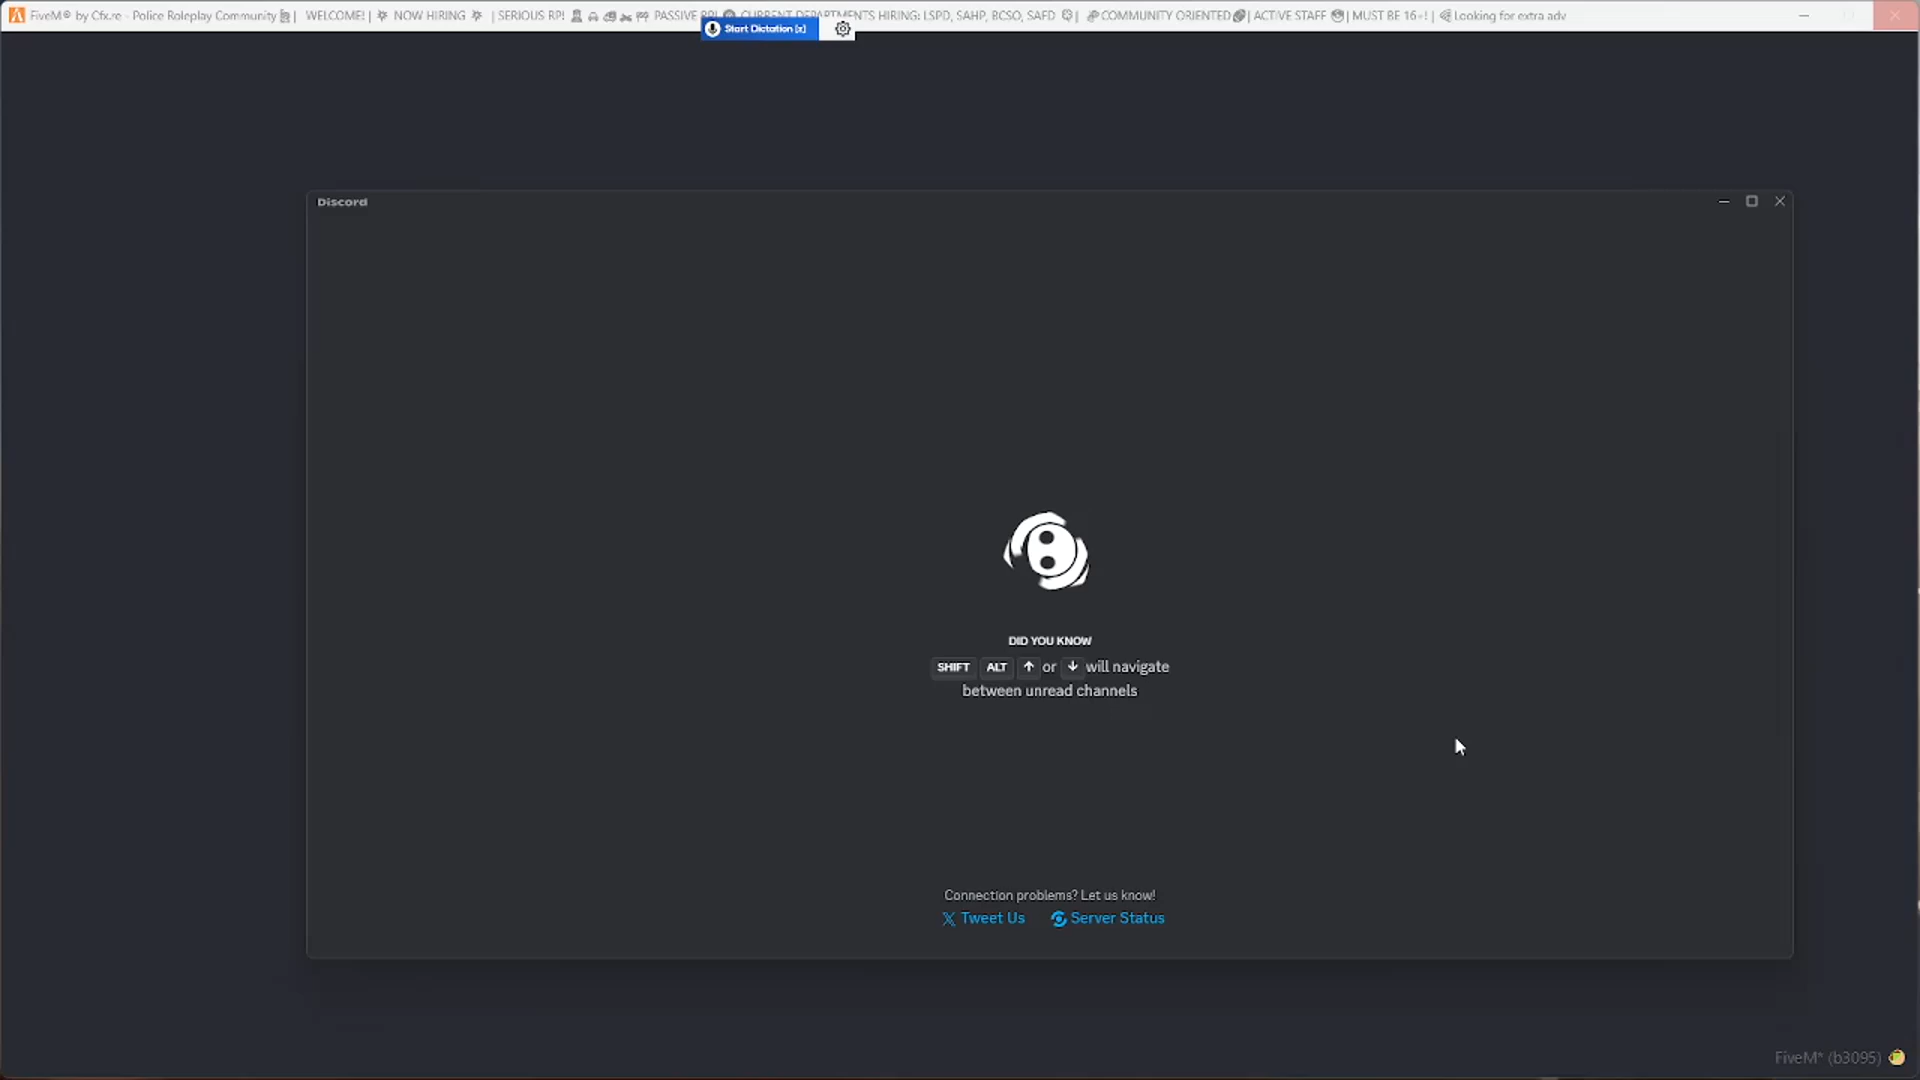 FiveM® by Cfx.re - Police Roleplay Community | WELCOME! | NOW HIRING | SERIOUS RP! PASSIVE RP! CURRENT DEPARTMENTS HIRING: LSPD, SAHP, BCSO, SAFD | COMMUNITY ORIENTED | ACTIVE STAFF | MUST BE 16+! | Looking for extra adv
Start Dictation [x]
Discord
DID YOU KNOW
SHIFT ALT ↑ or ↓ will navigate
between unread channels
Connection problems? Let us know!
Tweet Us Server Status
FiveM* (b3095)